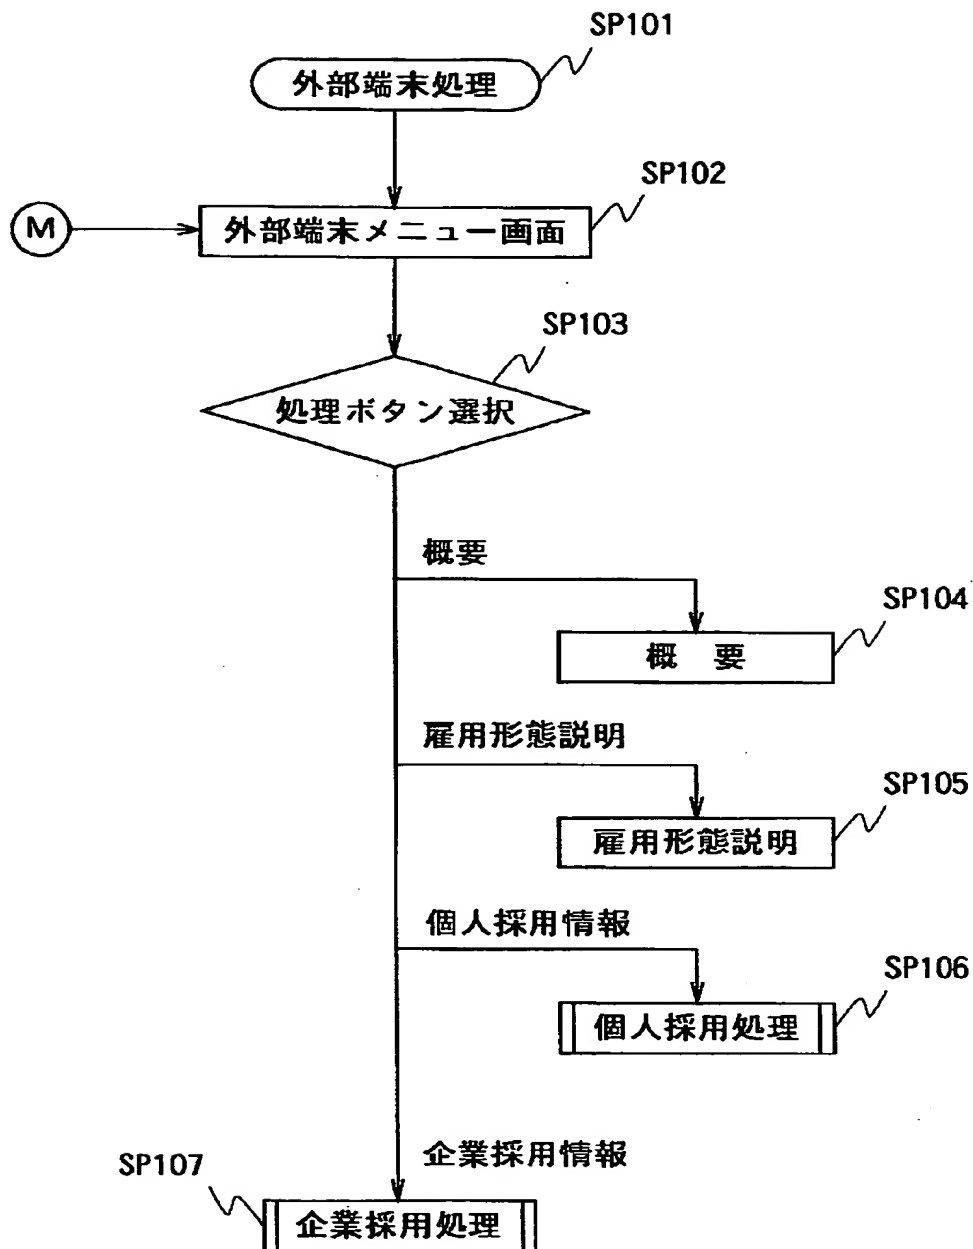 SP101
外部端末処理
SP102
M
外部端末メニュー画面
SP103
処理ボタン選択
概要
SP104
概 要
雇用形態説明
SP105
雇用形態説明
個人採用情報
SP106
個人採用処理
企業採用情報
SP107
企業採用処理